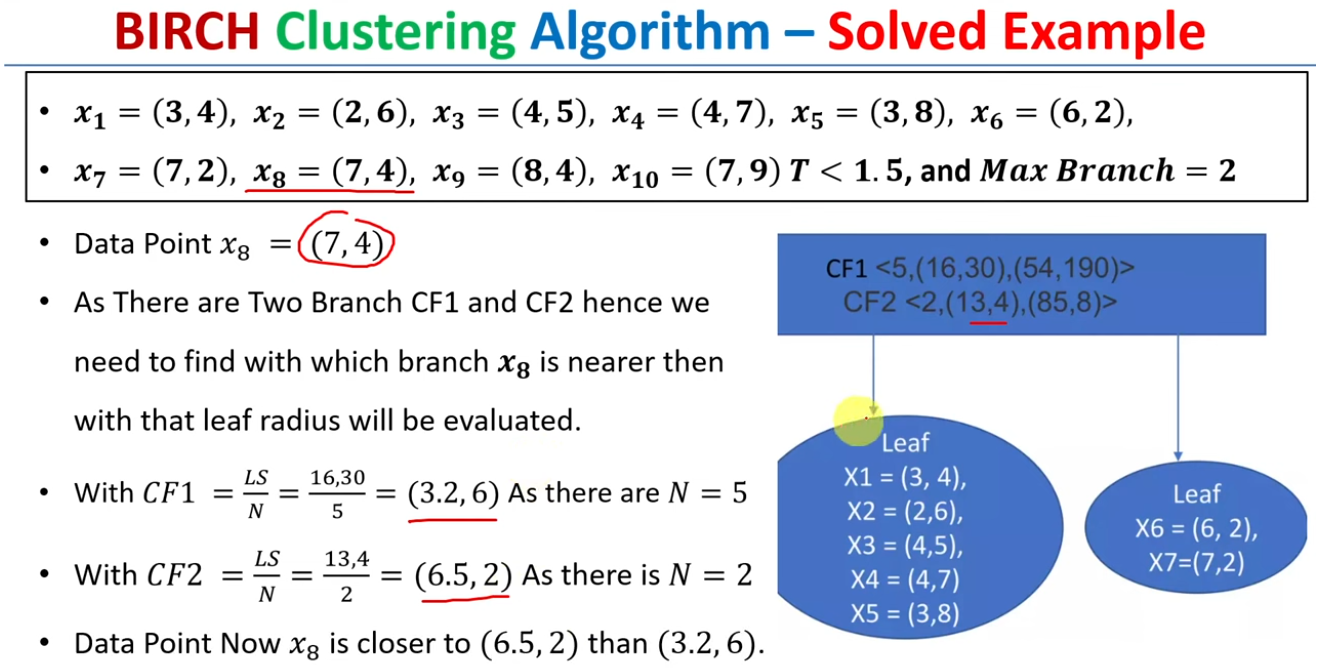 BIRCH Clustering Algorithm – Solved Example
• x₁ = (3, 4), x₂ = (2, 6), x₃ = (4, 5), x₄ = (4, 7), x₅ = (3, 8), x₆ = (6, 2),
• x₇ = (7, 2), x₈ = (7, 4), x₉ = (8, 4), x₁₀ = (7, 9) T < 1.5, and Max Branch = 2
• Data Point x₈ = (7, 4)
• As There are Two Branch CF1 and CF2 hence we
need to find with which branch x₈ is nearer then
with that leaf radius will be evaluated.
• With CF1 = LS/N = 16,30/5 = (3.2, 6) As there are N = 5
• With CF2 = LS/N = 13,4/2 = (6.5, 2) As there is N = 2
• Data Point Now x₈ is closer to (6.5, 2) than (3.2, 6).
CF1 <5,(16,30),(54,190)>
CF2 <2,(13,4),(85,8)>
Leaf
X1 = (3, 4),
X2 = (2,6),
X3 = (4,5),
X4 = (4,7)
X5 = (3,8)
Leaf
X6 = (6, 2),
X7=(7,2)